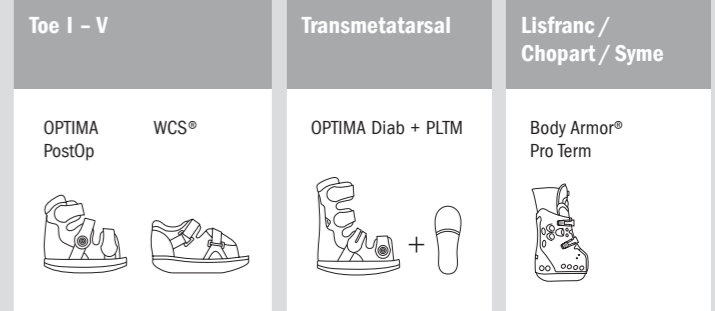 Toe I – V
OPTIMA
PostOp
WCS®
Transmetatarsal
OPTIMA Diab + PLTM
+
Lisfranc /
Chopart / Syme
Body Armor®
Pro Term